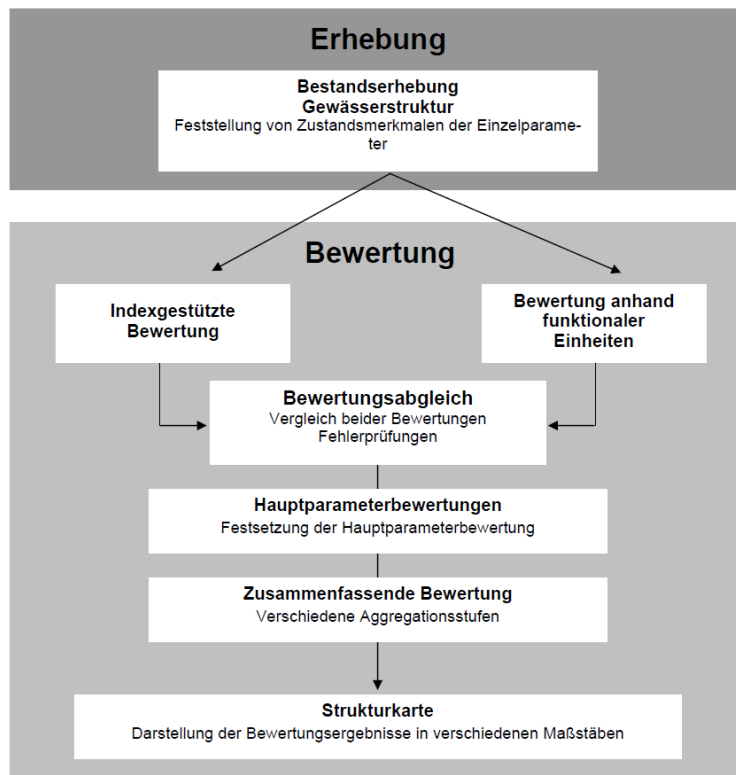 Erhebung
Bestandserhebung
Gewässerstruktur
Feststellung von Zustandsmerkmalen der Einzelparame-
ter
Bewertung
Indexgestützte
Bewertung
Bewertung anhand
funktionaler
Einheiten
Bewertungsabgleich
Vergleich beider Bewertungen
Fehlerprüfungen
Hauptparameterbewertungen
Festsetzung der Hauptparameterbewertung
Zusammenfassende Bewertung
Verschiedene Aggregationsstufen
Strukturkarte
Darstellung der Bewertungsergebnisse in verschiedenen Maßstäben